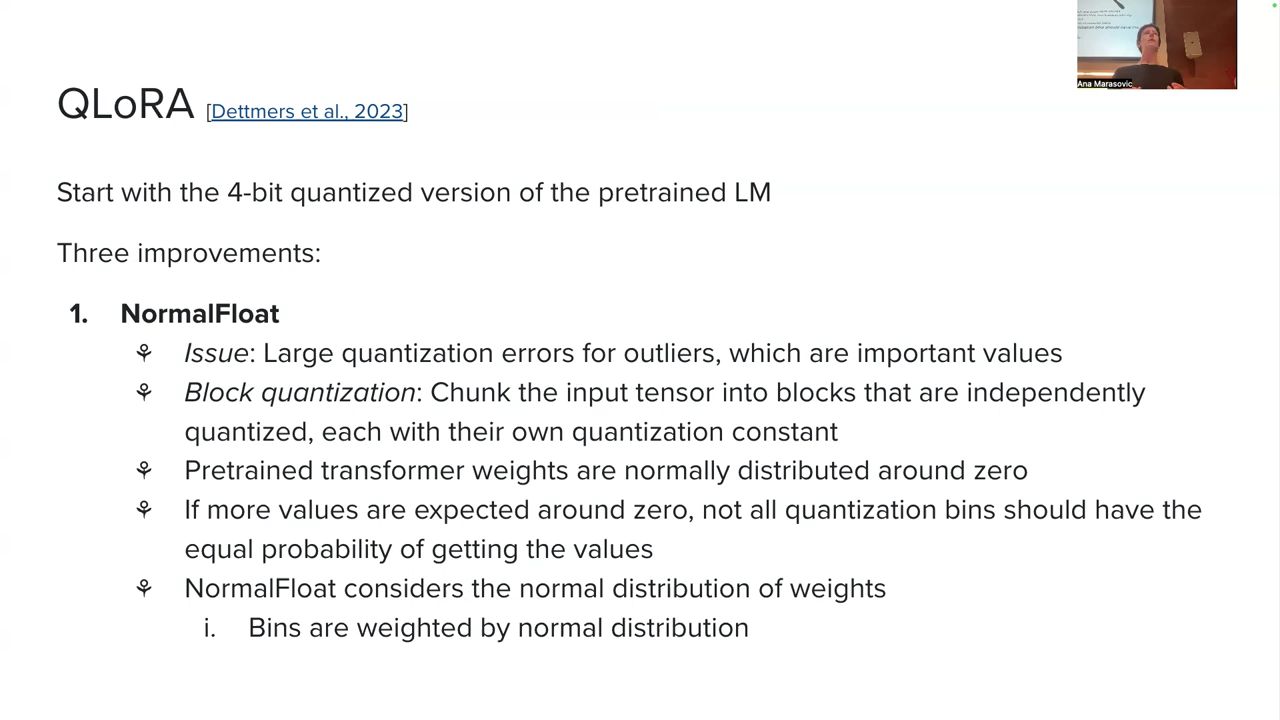 QLoRA [Dettmers et al., 2023]
Ana Marasovic
Start with the 4-bit quantized version of the pretrained LM
Three improvements:
1. NormalFloat
Issue: Large quantization errors for outliers, which are important values
Block quantization: Chunk the input tensor into blocks that are independently
quantized, each with their own quantization constant
Pretrained transformer weights are normally distributed around zero
If more values are expected around zero, not all quantization bins should have the
equal probability of getting the values
NormalFloat considers the normal distribution of weights
i. Bins are weighted by normal distribution